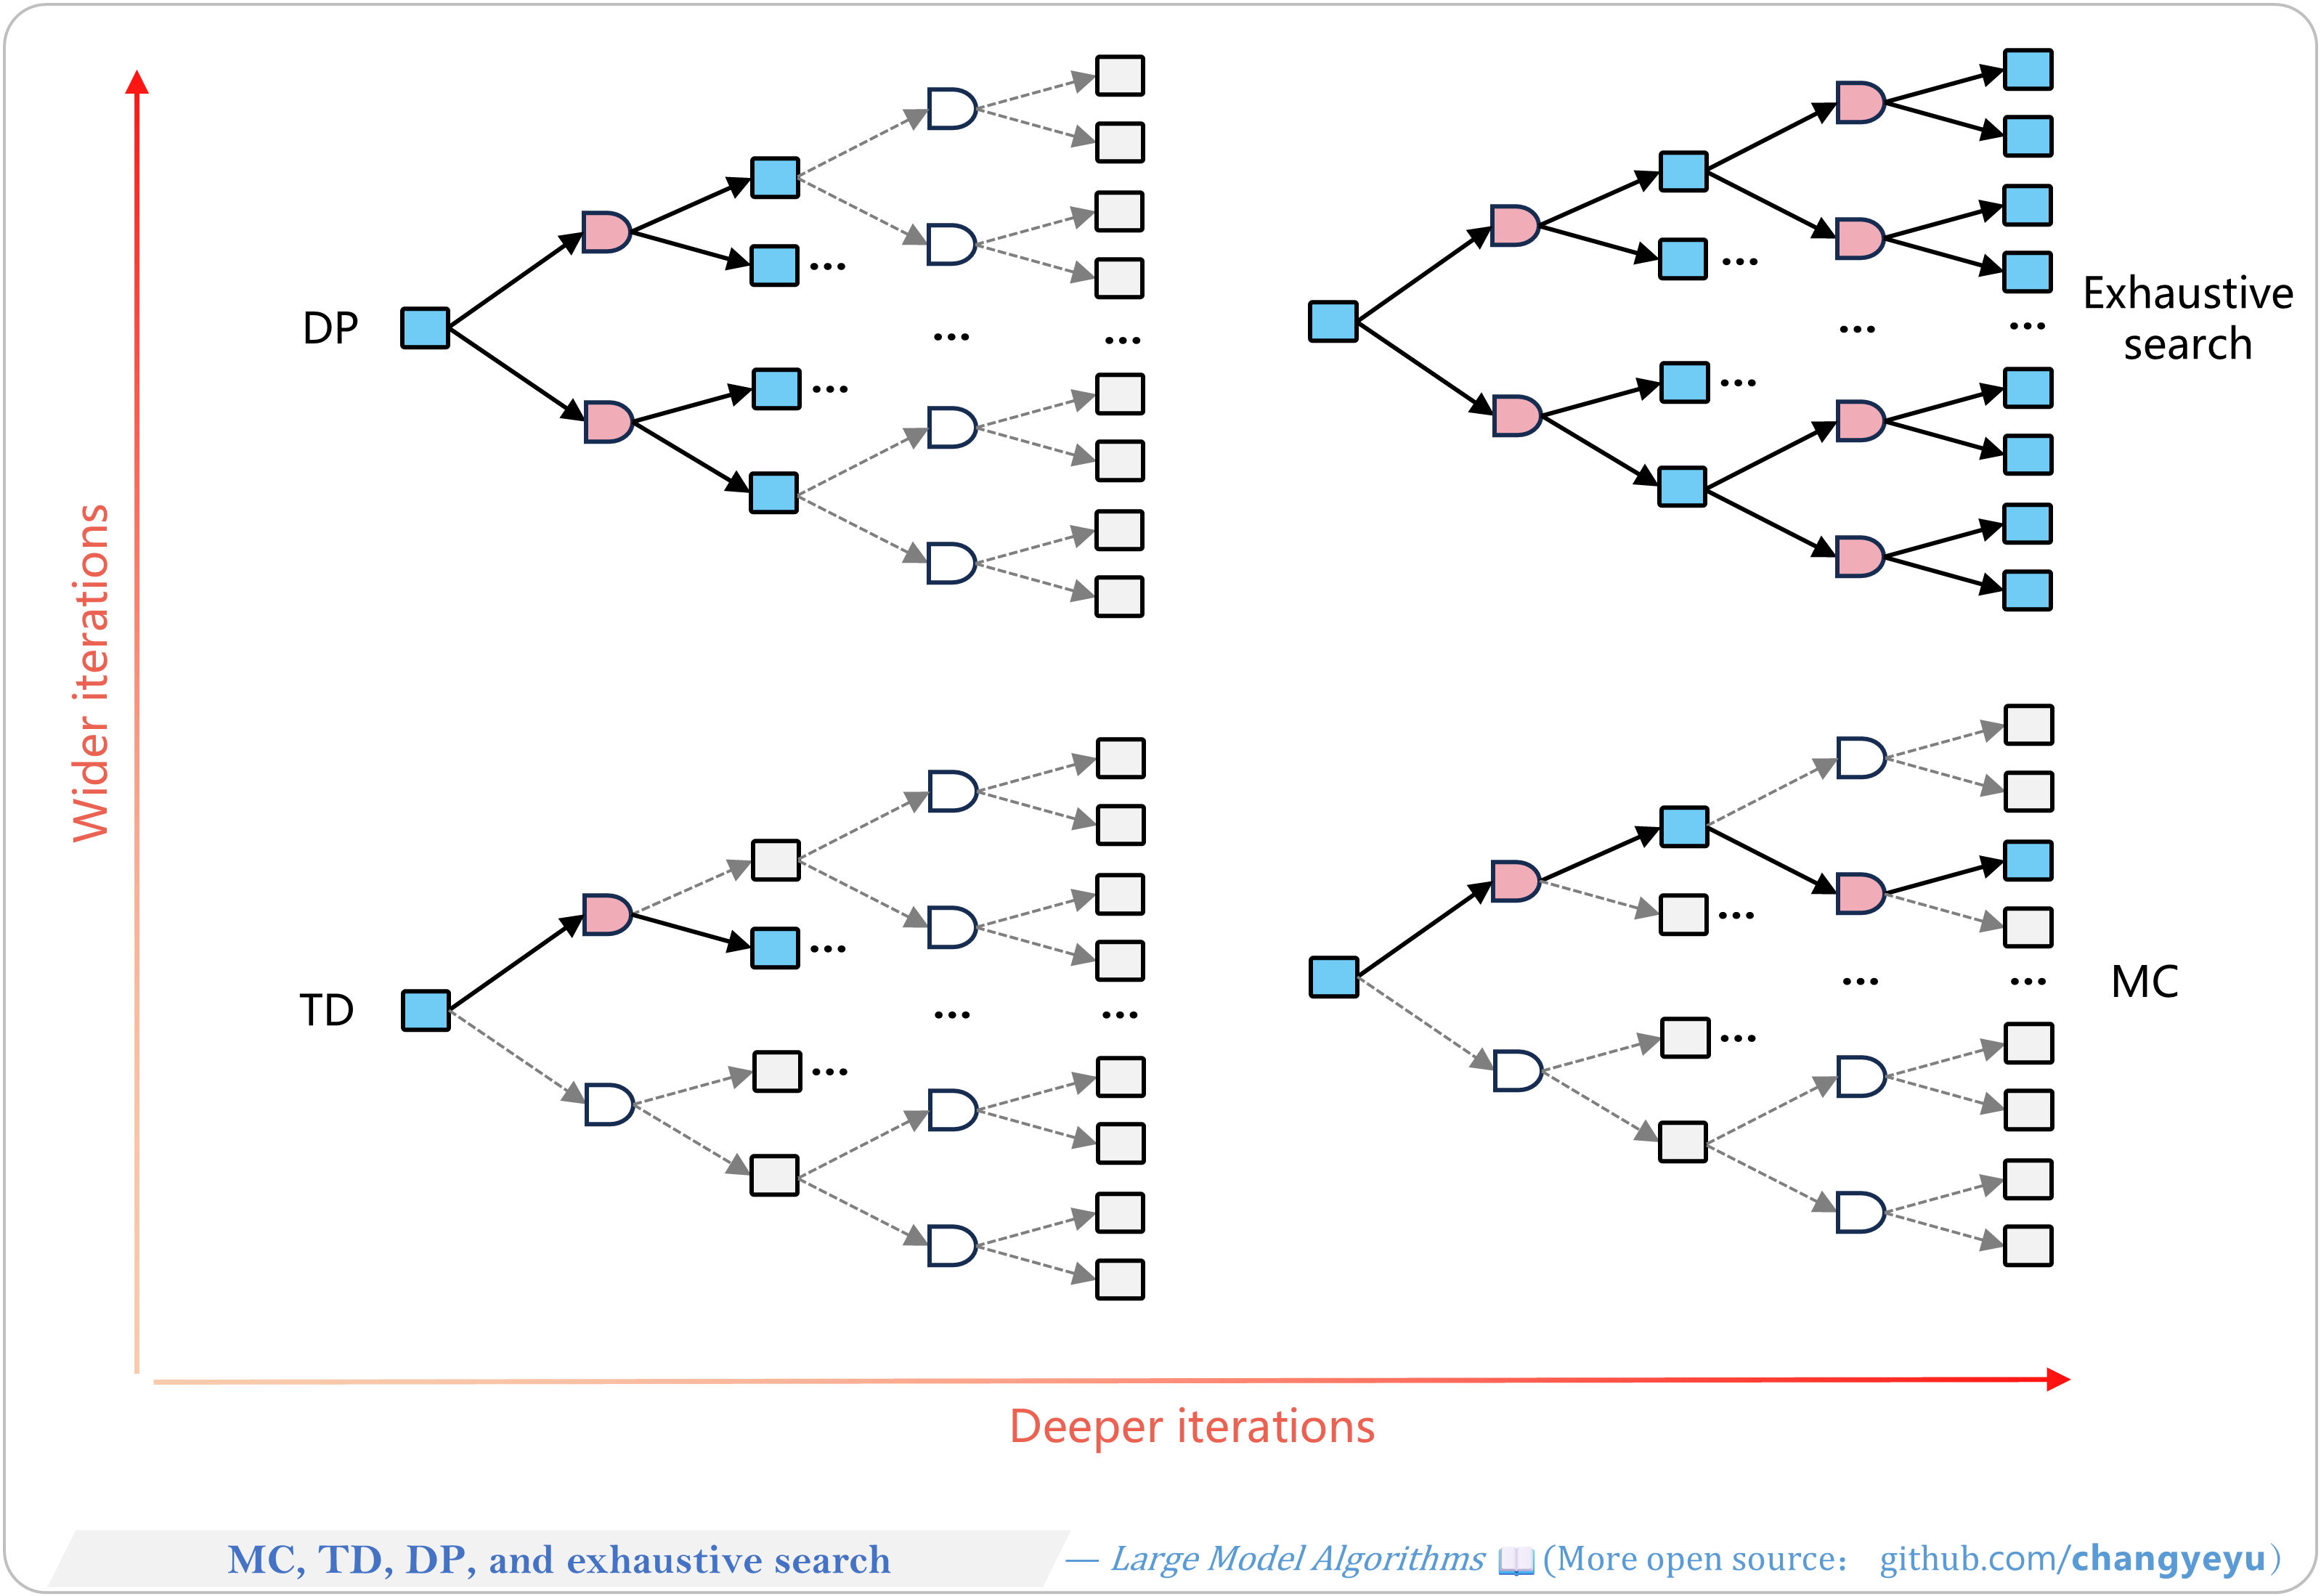 Wider iterations
DP
...
...
...
...
Exhaustive
search
...
...
...
...
TD
...
...
...
...
MC
...
...
...
...
Deeper iterations
MC, TD, DP, and exhaustive search
— Large Model Algorithms 📖 (More open source： github.com/changyeyu)